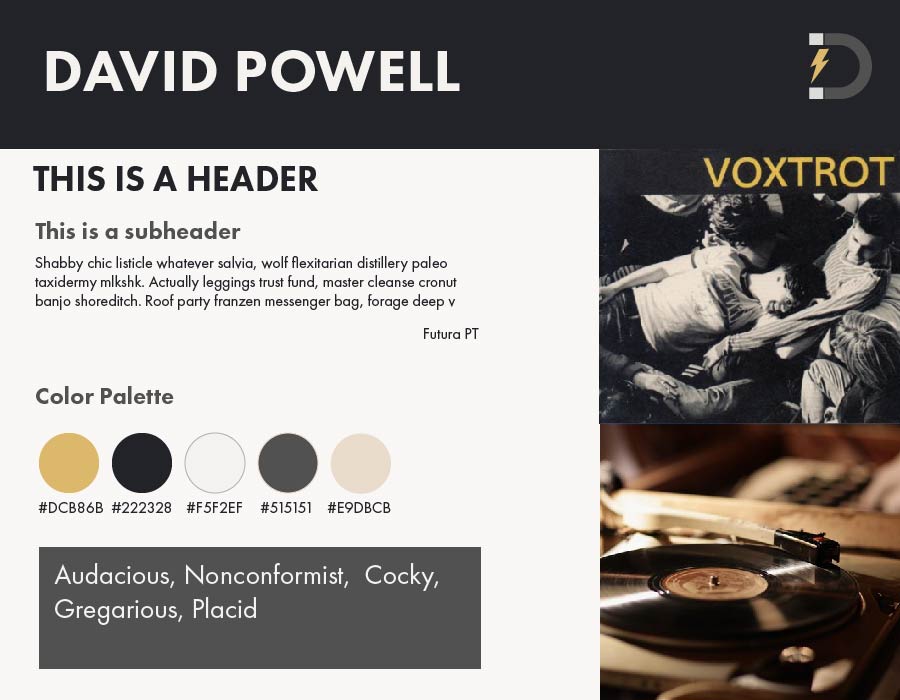 DAVID POWELL
THIS IS A HEADER
This is a subheader
Shabby chic listicle whatever salvia, wolf flexitarian distillery paleo
taxidermy mlkshk. Actually leggings trust fund, master cleanse cronut
banjo shoreditch. Roof party franzen messenger bag, forage deep v
Futura PT
Color Palette
#DCB86B #222328 #F5F2EF #515151 #E9DBCB
Audacious, Nonconformist,  Cocky,
Gregarious, Placid
VOXTROT